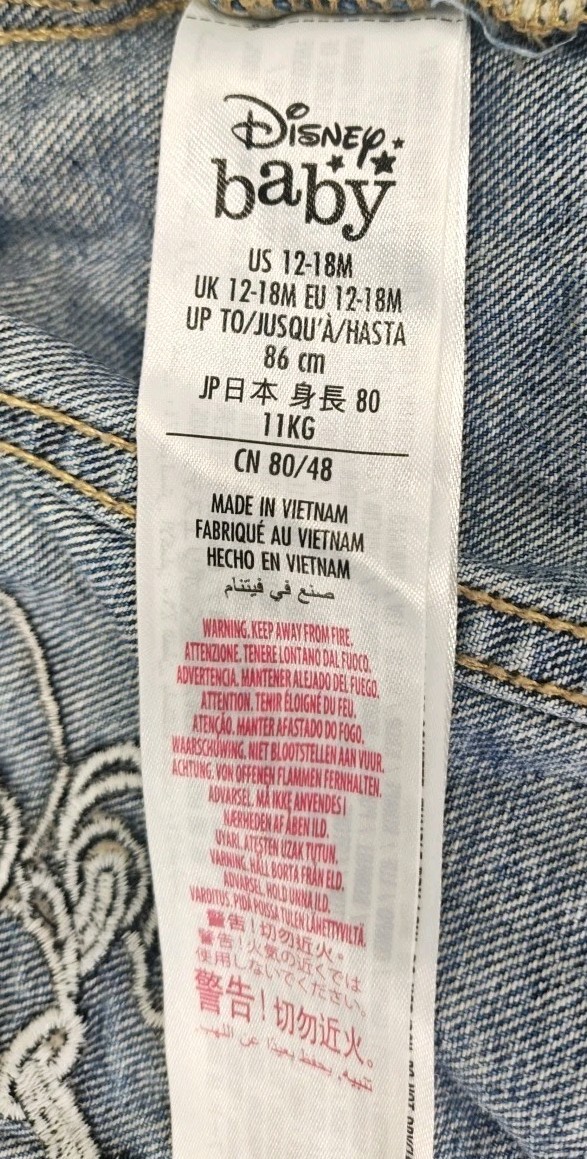 Disney
baby
US 12-18M
UK 12-18M EU 12-18M
UP TO/JUSQU'À/HASTA
86 cm
JP日本 身長 80
11KG
CN 80/48
MADE IN VIETNAM
FABRIQUÉ AU VIETNAM
HECHO EN VIETNAM
صنع في فيتنام
WARNING. KEEP AWAY FROM FIRE.
ATTENZIONE. TENERE LONTANO DAL FUOCO.
ADVERTENCIA. MANTENER ALEJADO DEL FUEGO.
ATTENTION. TENIR ÉLOIGNÉ DU FEU.
ATENÇÃO. MANTER AFASTADO DO FOGO.
WAARSCHUWING. NIET BLOOTSTELLEN AAN VUUR.
ACHTUNG. VON OFFENEN FLAMMEN FERNHALTEN.
ADVARSEL. MÅ IKKE ANVENDES I
NÆRHEDEN AF ÅBEN ILD.
UYARI. ATEŞTEN UZAK TUTUN.
VARNING. HÅLL BORTA FRÅN ELD.
ADVARSEL. HOLD UNNA ILD.
VAROITUS. PIDÄ POISSA TULEN LÄHETTYVILTÄ.
警告！切勿近火。
警告！火気の近くでは
使用しないでください。
警告！切勿近火。
تنبيه. يحفظ بعيدًا عن اللهب.